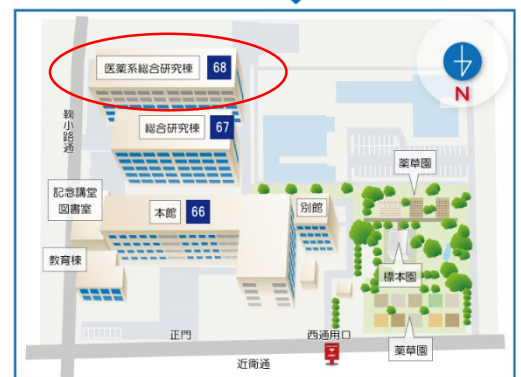 医薬系総合研究棟 68
N
総合研究棟 67
鞠小路通
薬草園
記念講堂
図書室
本館 66
別館
教育棟
標本園
正門
西通用口
薬草園
近衛通